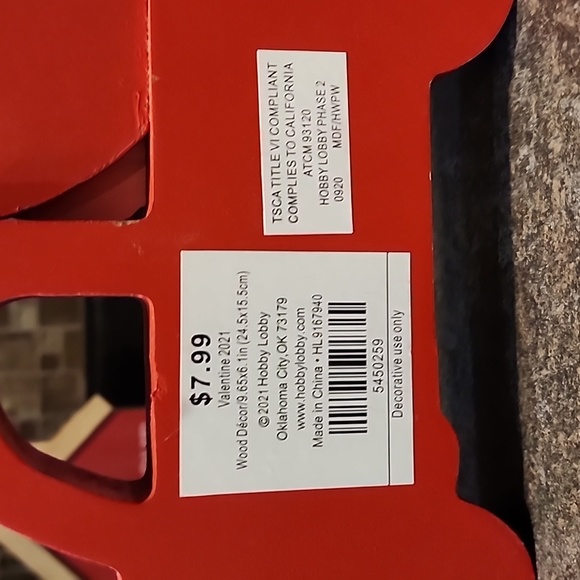 TSCA TITLE VI COMPLIANT
COMPLIES TO CALIFORNIA
ATCM 93120
HOBBY LOBBY PHASE 2
0920 MDF/HWPW
$7.99
Valentine 2021
Wood Décor/9.65x6.1in (24.5x15.5cm)
©2021 Hobby Lobby
Oklahoma City, OK 73179
www.hobbylobby.com
Made in China • HL9167940
5450259
Decorative use only